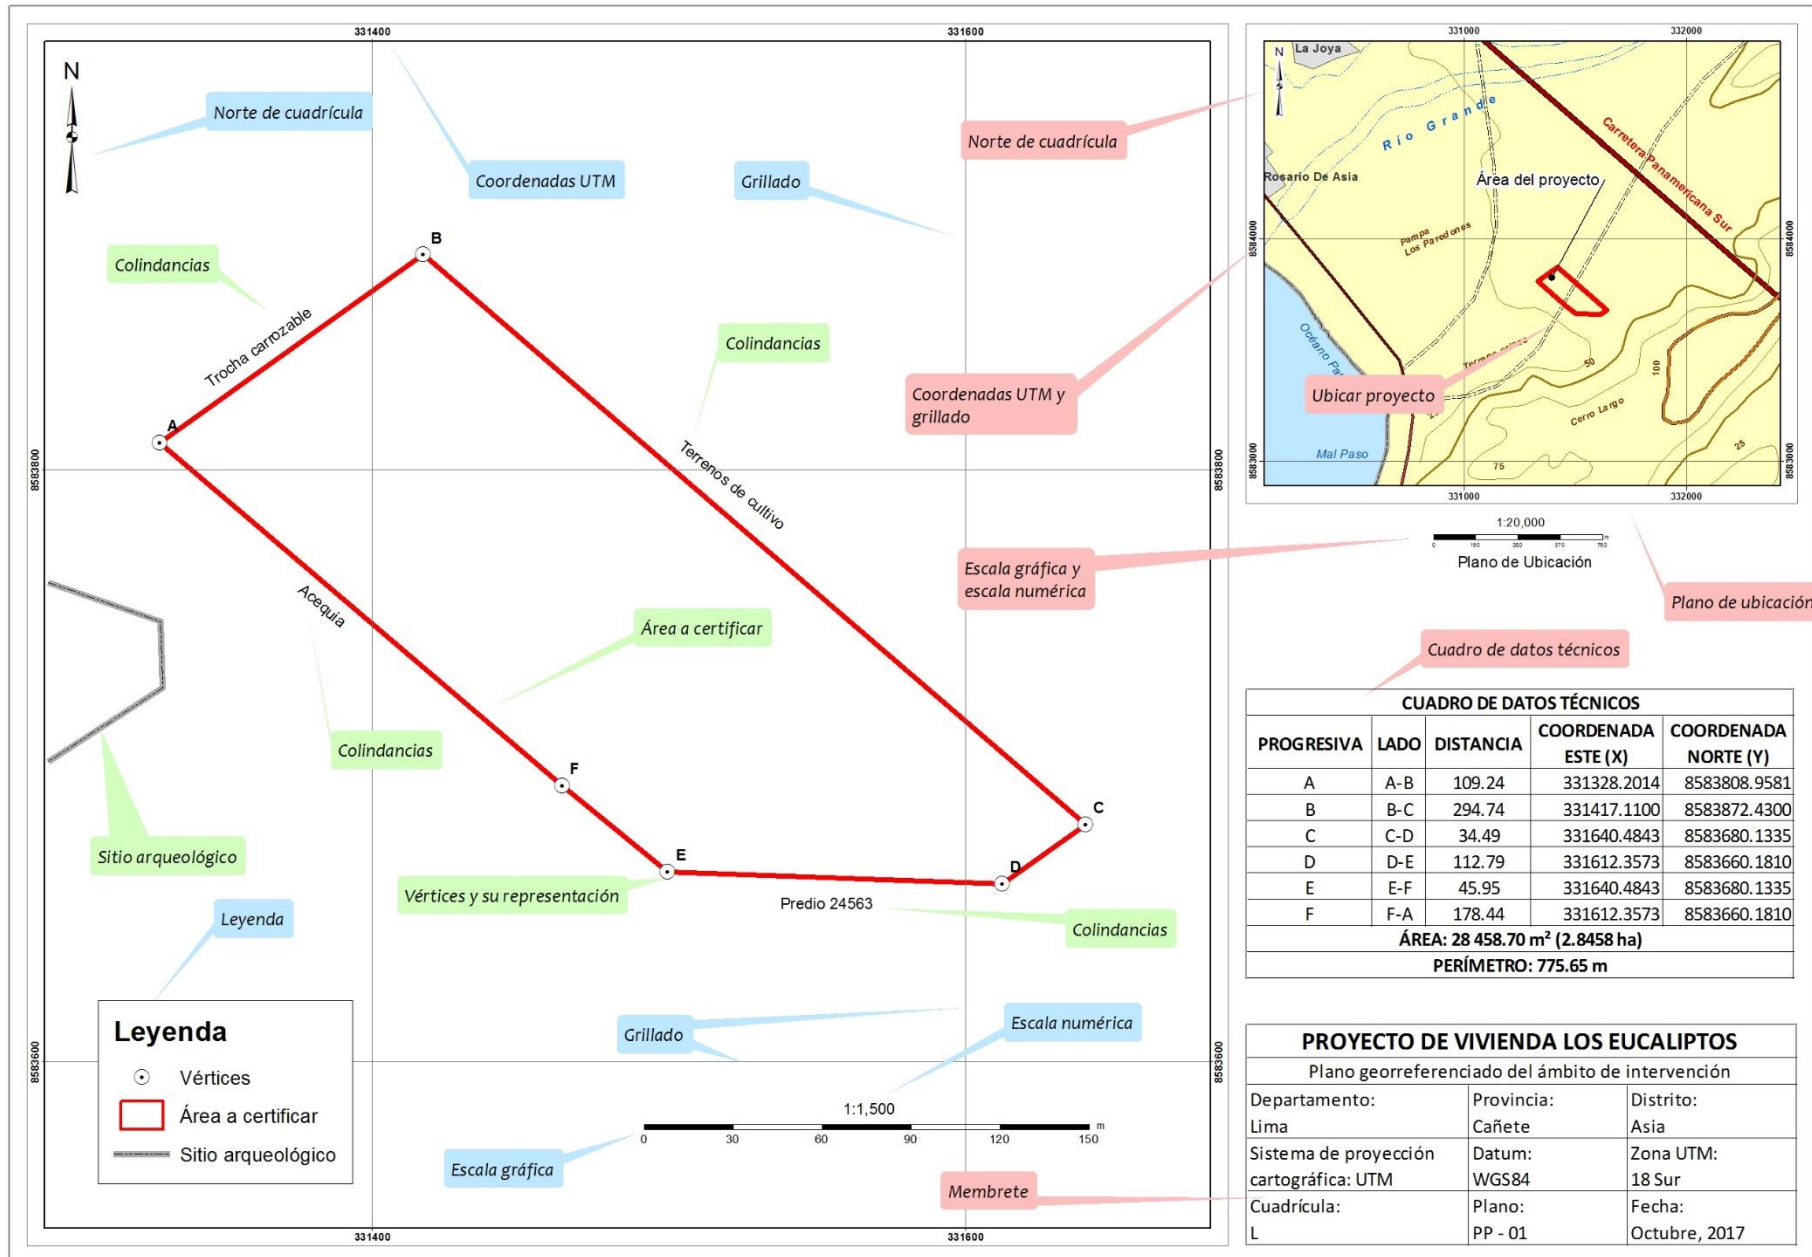 331400
331600
N
Norte de cuadrícula
Coordenadas UTM
Grillado
Colindancias
B
Trocha carrozable
Colindancias
A
8583800
8583800
Terrenos de cultivo
Acequia
Área a certificar
Colindancias
F
C
Sitio arqueológico
E
D
Vértices y su representación
Predio 24563
Colindancias
Leyenda
Leyenda
Vértices
Área a certificar
Sitio arqueológico
Grillado
Escala numérica
8583600
8583600
1:1,500
0 30 60 90 120 150 m
Escala gráfica
Membrete
331400
331600
Norte de cuadrícula
Coordenadas UTM y
grillado
Escala gráfica y
escala numérica
331000
332000
N
La Joya
Río Grande
Carretera Panamericana Sur
Rosario De Asia
Área del proyecto
Pampa
Los Paredones
8584000
8584000
Océano Pa
Terreno
50
100
Ubicar proyecto
Cerro Largo
Mal Paso
75
25
8583000
8583000
331000
332000
1:20,000
0 190 380 570 760 m
Plano de Ubicación
Plano de ubicación
Cuadro de datos técnicos
CUADRO DE DATOS TÉCNICOS
PROGRESIVA LADO DISTANCIA COORDENADA ESTE (X) COORDENADA NORTE (Y)
A A-B 109.24 331328.2014 8583808.9581
B B-C 294.74 331417.1100 8583872.4300
C C-D 34.49 331640.4843 8583680.1335
D D-E 112.79 331612.3573 8583660.1810
E E-F 45.95 331640.4843 8583680.1335
F F-A 178.44 331612.3573 8583660.1810
ÁREA: 28 458.70 m² (2.8458 ha)
PERÍMETRO: 775.65 m
PROYECTO DE VIVIENDA LOS EUCALIPTOS
Plano georreferenciado del ámbito de intervención
Departamento: Provincia: Distrito:
Lima Cañete Asia
Sistema de proyección Datum: Zona UTM:
cartográfica: UTM WGS84 18 Sur
Cuadrícula: Plano: Fecha:
L PP - 01 Octubre, 2017